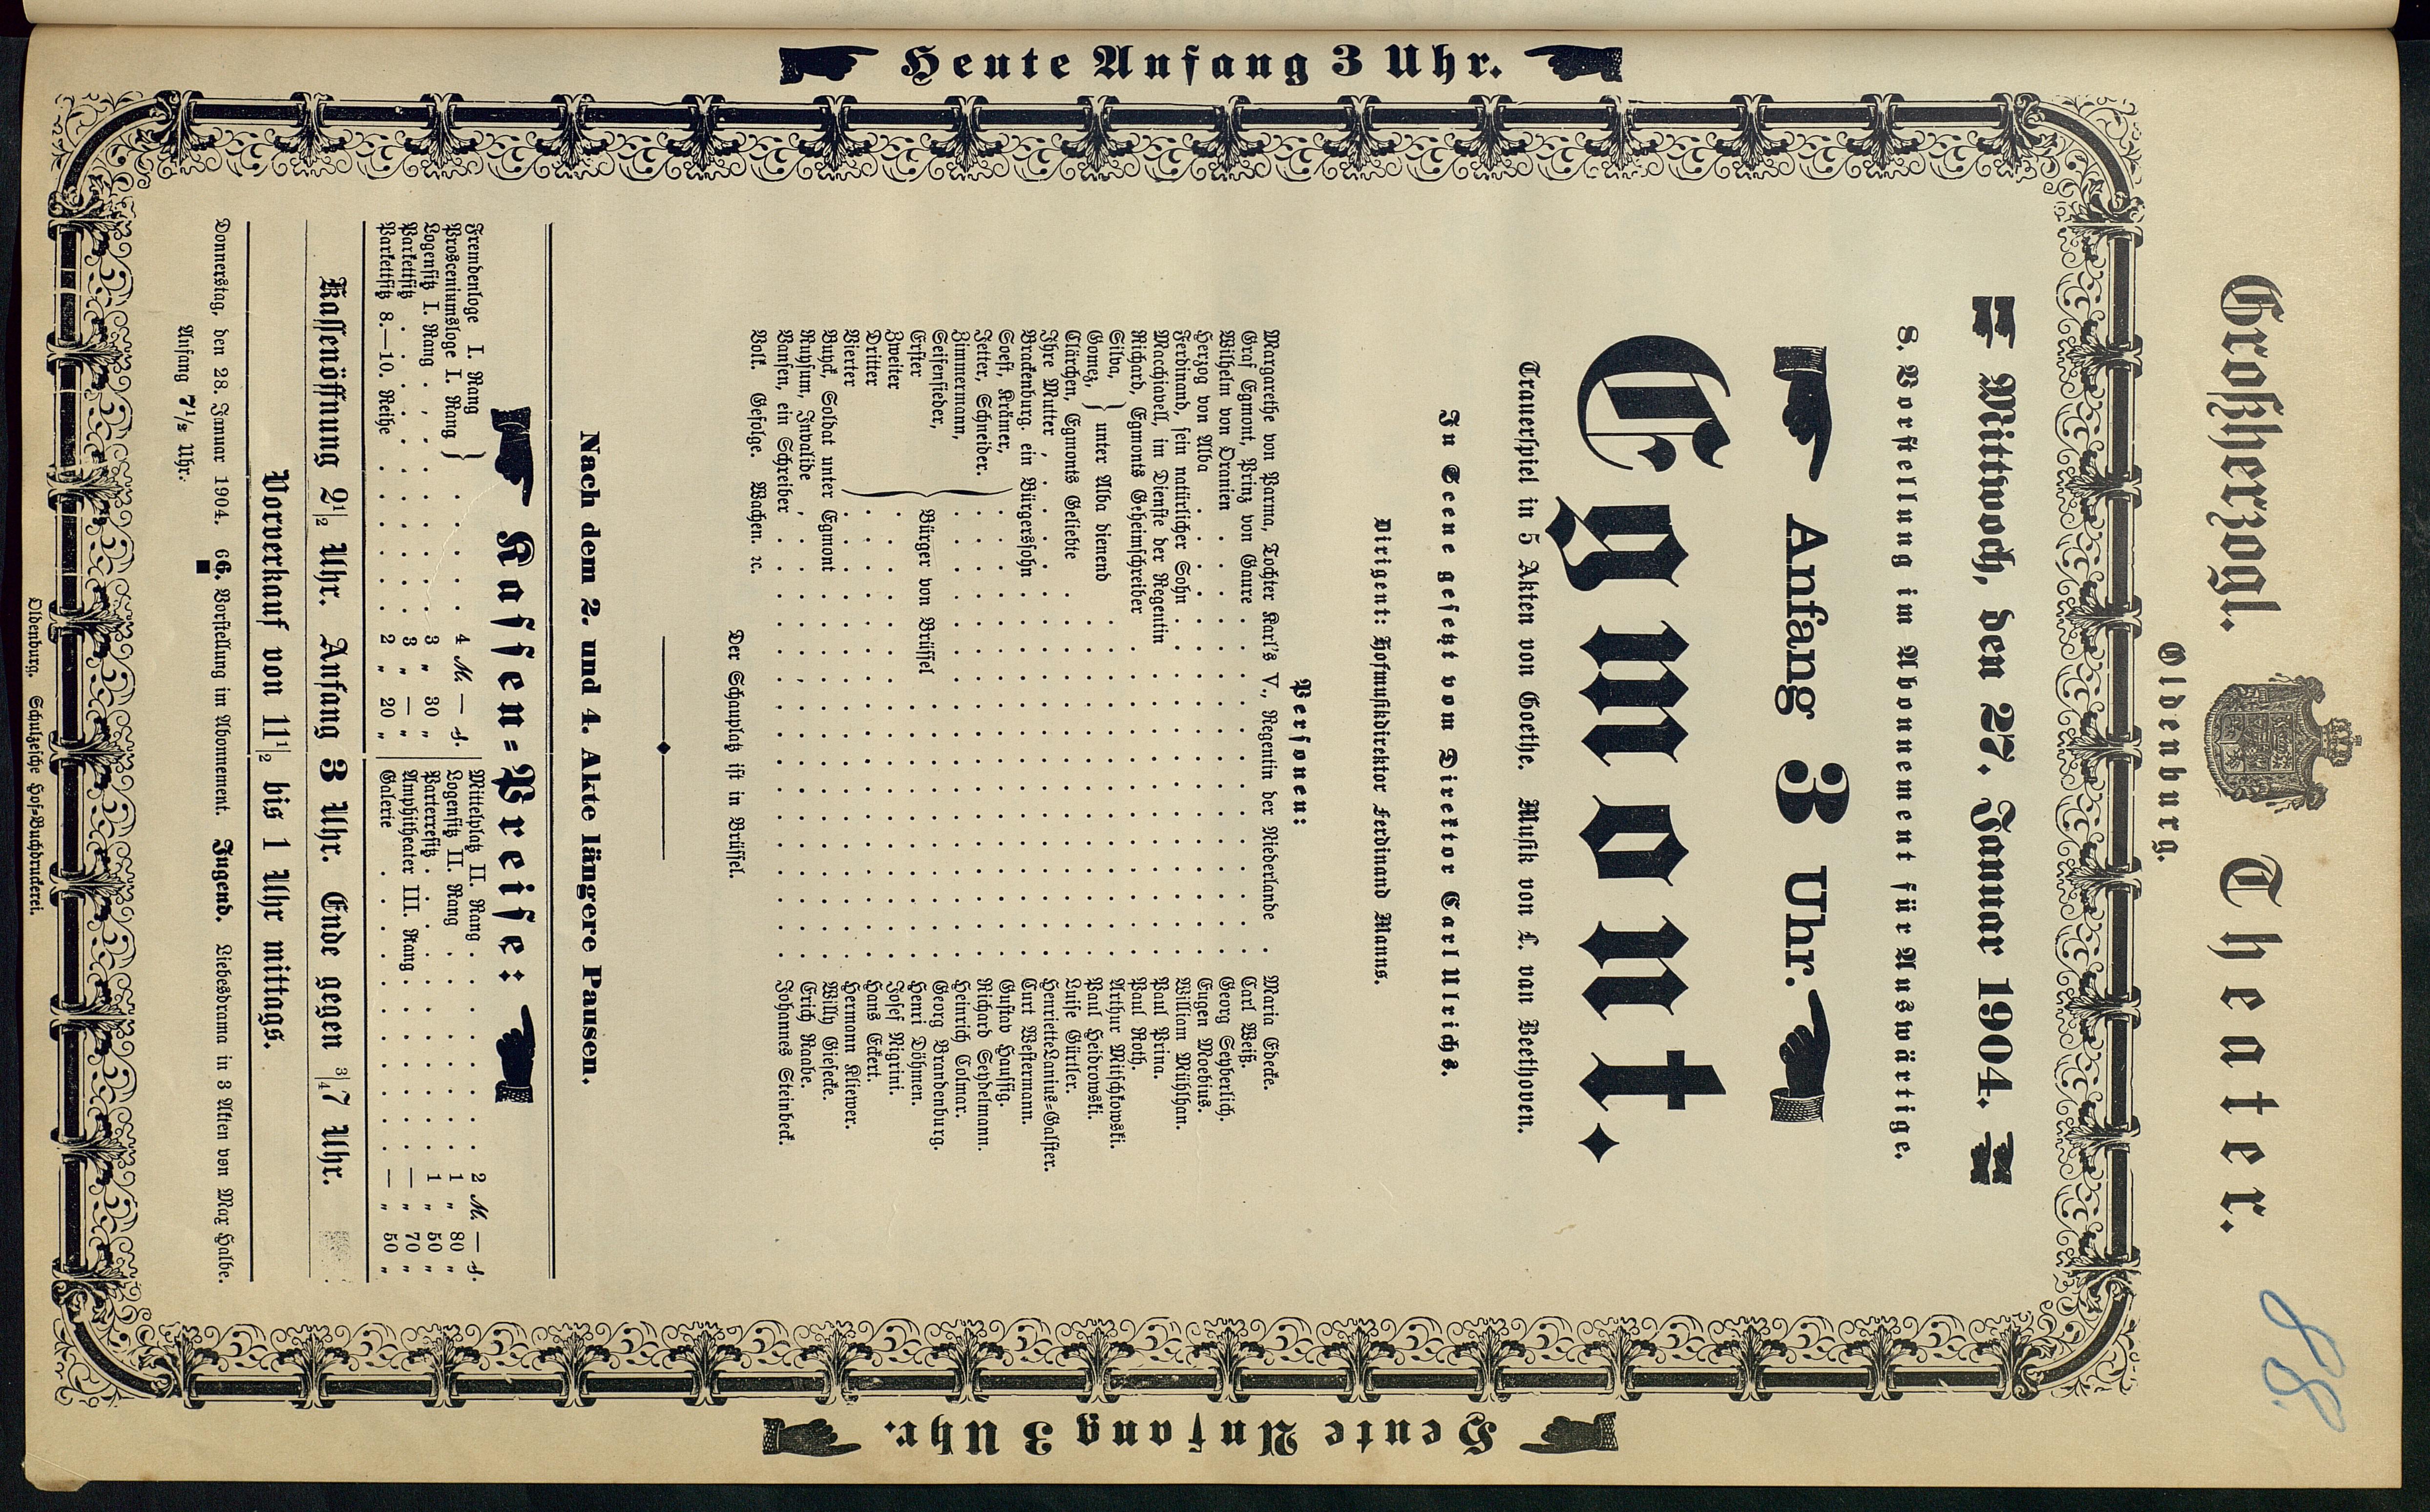 Großherzogl. Theater.
Oldenburg.
88.
Heute Anfang 3 Uhr.
Mittwoch, den 27. Januar 1904.
8. Vorstellung im Abonnement für Auswärtige.
Anfang 3 Uhr.
Egmont.
Trauerspiel in 5 Akten von Goethe. Musik von L. van Beethoven.
In Scene gesetzt vom Direktor Carl Ulrichs.
Dirigent: Hofmusikdirektor Ferdinand Manns.
Personen:
Margarethe von Parma, Tochter Karl's V., Regentin der Niederlande . Maria Edecke.
Graf Egmont, Prinz von Gaure . . . Carl Weiß.
Wilhelm von Oranien . . . Georg Seyberlich.
Herzog von Alba . . . Eugen Moebius.
Ferdinand, sein natürlicher Sohn . . . William Mühlhan.
Macchiavell, im Dienste der Regentin . . . Paul Prina.
Richard, Egmonts Geheimschreiber . . . Paul Roth.
Silva, } unter Alba dienend . . . Arthur Mitschkowski.
Gomez, } . . . Paul Heidrowski.
Clärchen, Egmonts Geliebte . . . Luise Gürtler.
Ihre Mutter . . . Henriette Lanius-Galster.
Brackenburg, ein Bürgerssohn . . . Curt Westermann.
Soest, Krämer, } Bürger von Brüssel . . . Gustav Hauffig.
Jetter, Schneider. . . . Richard Seydelmann
Zimmermann, . . . Heinrich Colmar.
Seifensieder, . . . Georg Brandenburg.
Erster . . . Henri Döhmen.
Zweiter . . . Josef Nigrini.
Dritter . . . Hans Eckert.
Vierter . . . Hermann Kliewer.
Buyck, Soldat unter Egmont . . . Willy Giesecke.
Ruysum, Invalide . . . Erich Raabe.
Vansen, ein Schreiber . . . Johannes Steinbeck.
Volk. Gefolge. Wachen. ꝛc.
Der Schauplatz ist in Brüssel.
Nach dem 2. und 4. Akte längere Pausen.
Kassen-Preise:
Fremdenloge I. Rang }
Prosceniumsloge I. Rang } . . . 4 M. — ₰.
Logensitz I. Rang . . . 3 „ 30 „
Parkettsitz . . . 3 „ — „
Parkettsitz 8.—10. Reihe . . . 2 „ 20 „
Mittelplatz II. Rang . . . 2 M. — ₰.
Logensitz II. Rang . . . 1 „ 80 „
Parterresitz . . . 1 „ 50 „
Amphitheater III. Rang . . . — „ 70 „
Galerie . . . — „ 50 „
Kassenöffnung 2½ Uhr. Anfang 3 Uhr. Ende gegen ¾7 Uhr.
Vorverkauf von 11½ bis 1 Uhr mittags.
Donnerstag, den 28. Januar 1904. 66. Vorstellung im Abonnement. Jugend. Liebesdrama in 3 Akten von Max Halbe.
Anfang 7½ Uhr.
Oldenburg. Schulzesche Hof-Buchdruckerei.
Heute Anfang 3 Uhr.